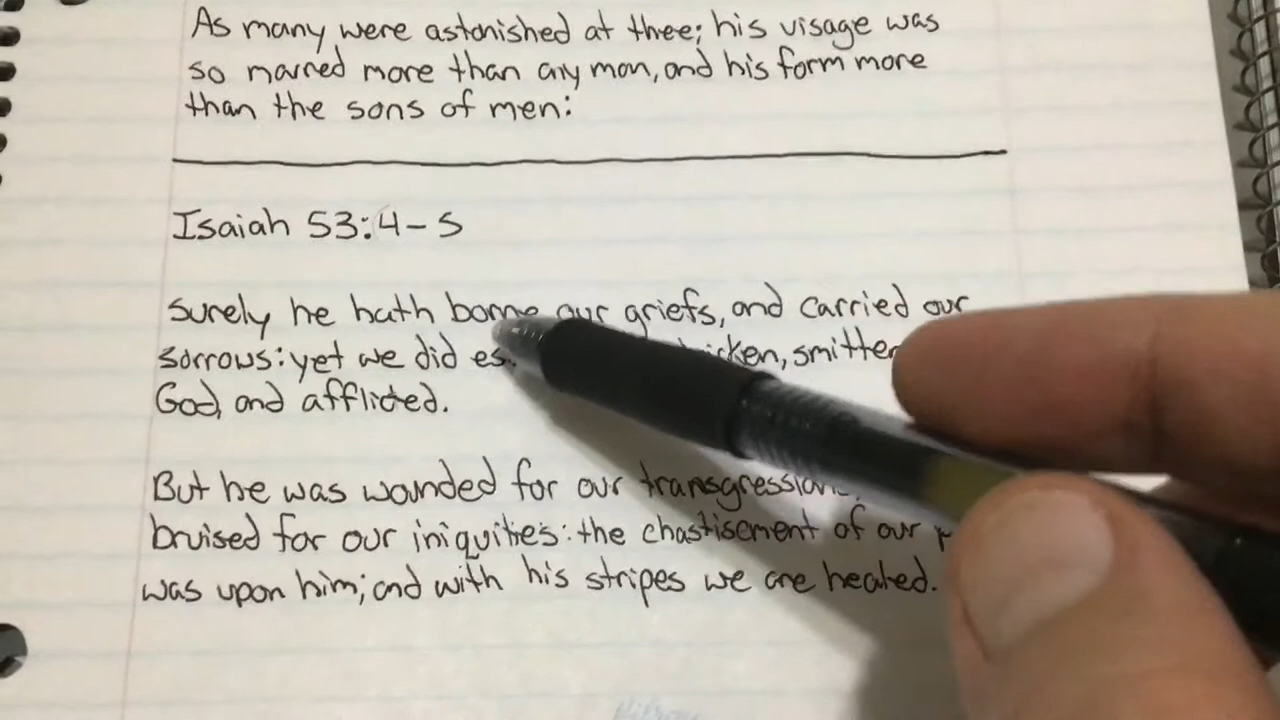 As many were astonished at thee; his visage was
so marred more than any man, and his form more
than the sons of men:
Isaiah 53:4-5
Surely he hath borne our griefs, and carried our
sorrows: yet we did smitten
God, and afflicted.
But he was wounded for our
bruised for our iniquities: the chastisement of our
was upon him; and with his stripes we are healed.